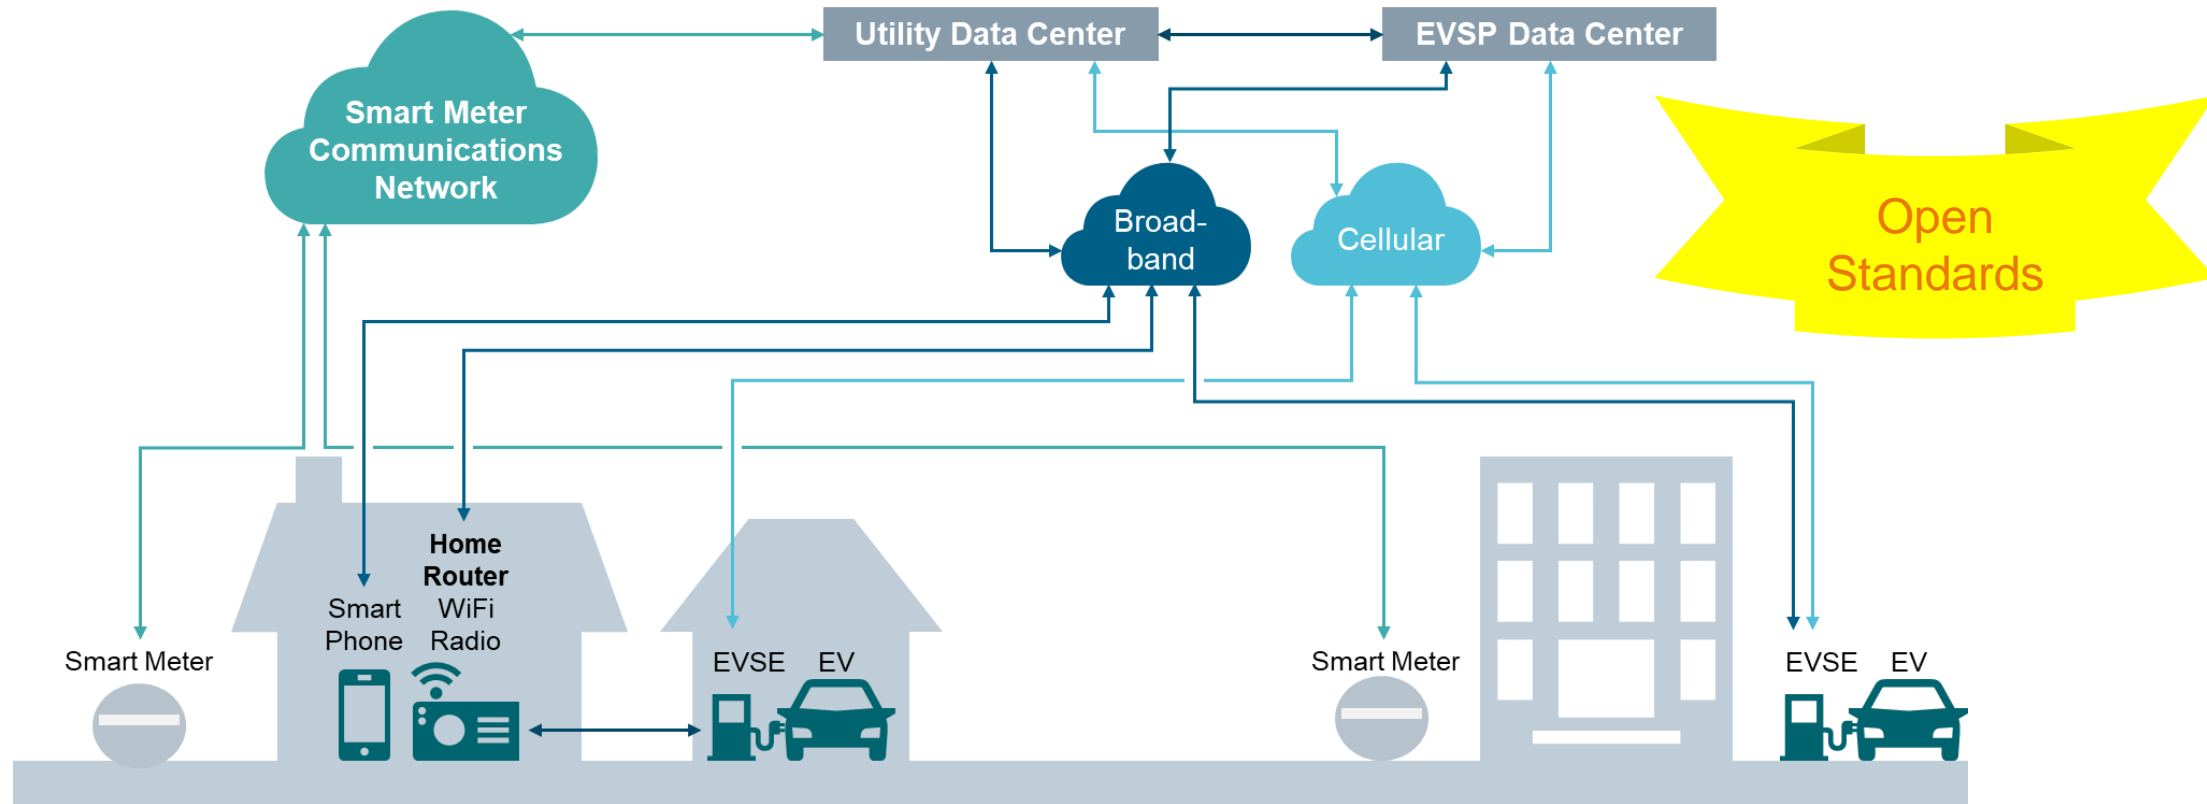 Utility Data Center
EVSP Data Center
Smart Meter
Communications
Network
Broad-
band
Cellular
Open
Standards
Home
Router
Smart
Phone
WiFi
Radio
Smart Meter
EVSE
EV
Smart Meter
EVSE
EV